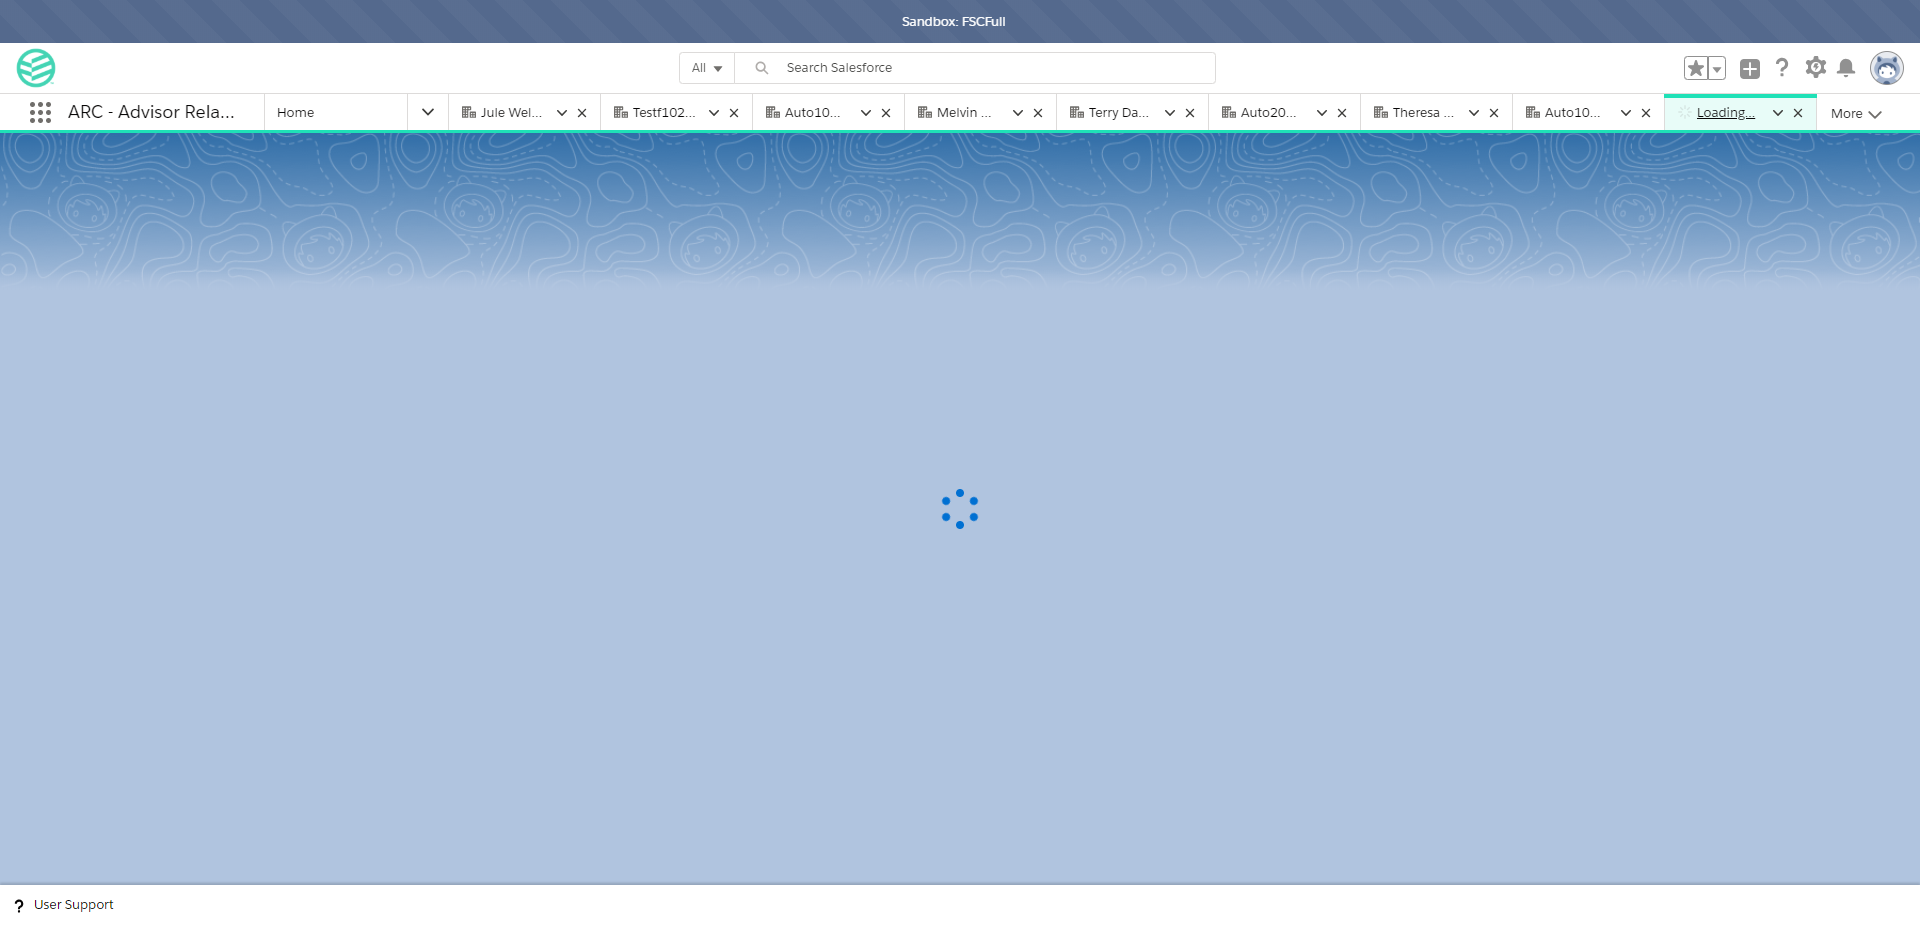 Sandbox: FSCFull
All
Search Salesforce
ARC - Advisor Rela...
Home
Jule Wel...
Testf102...
Auto10...
Melvin ...
Terry Da...
Auto20...
Theresa ...
Auto10...
Loading...
More
User Support